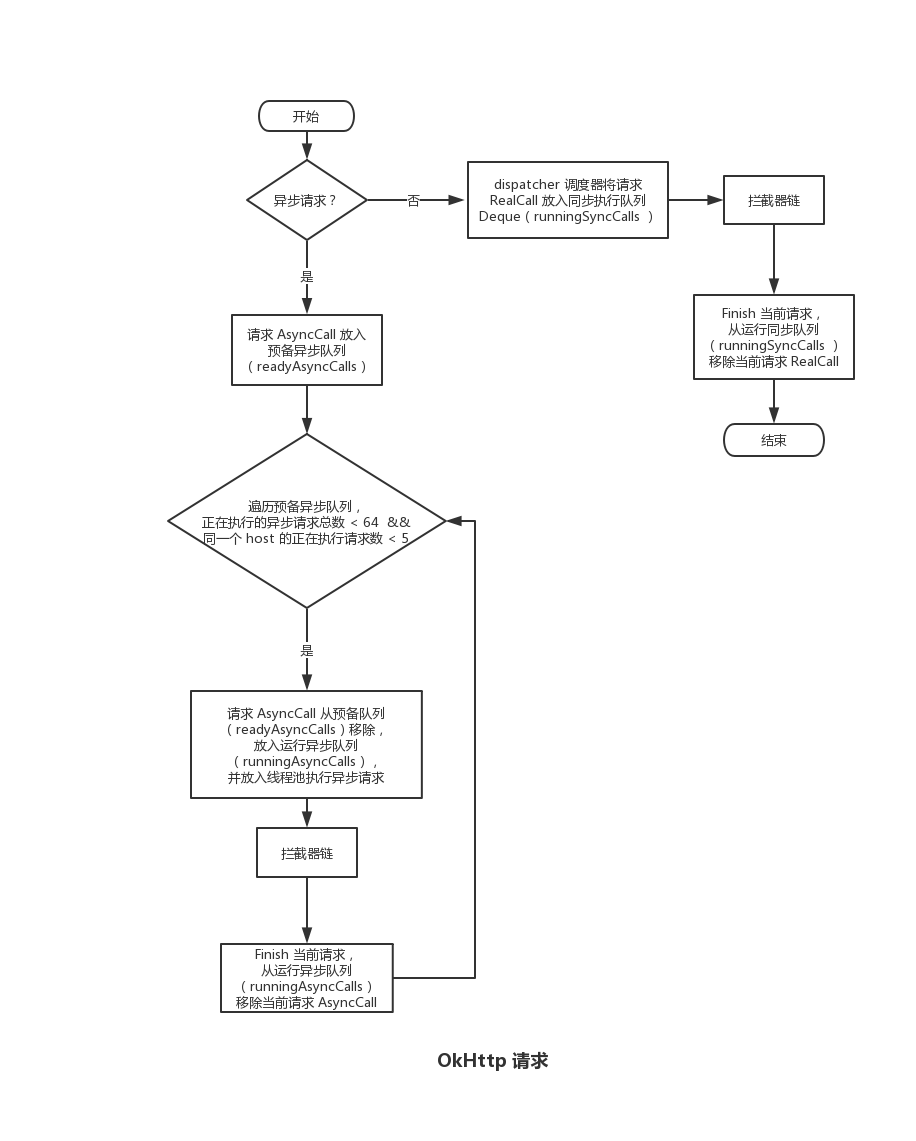 开始
异步请求？
否
dispatcher 调度器将请求
RealCall 放入同步执行队列
Deque（runningSyncCalls ）
拦截器链
Finish 当前请求，
从运行同步队列
（runningSyncCalls ）
移除当前请求 RealCall
结束
是
请求 AsyncCall 放入
预备异步队列
（readyAsyncCalls）
遍历预备异步队列，
正在执行的异步请求总数 < 64 &&
同一个 host 的正在执行请求数 < 5
是
请求 AsyncCall 从预备队列
（readyAsyncCalls）移除，
放入运行异步队列
（runningAsyncCalls），
并放入线程池执行异步请求
拦截器链
Finish 当前请求，
从运行异步队列
（runningAsyncCalls）
移除当前请求 AsyncCall
OkHttp 请求